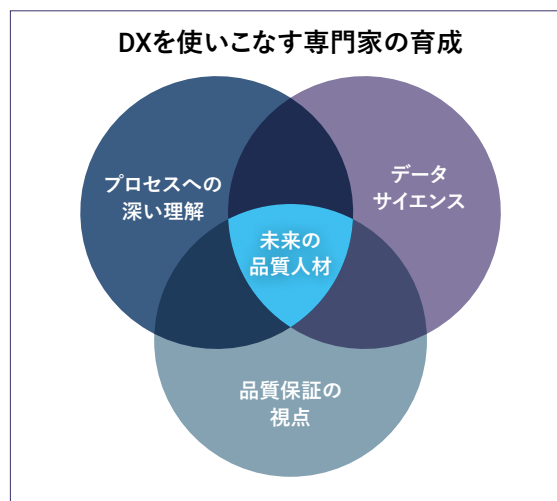 DXを使いこなす専門家の育成
プロセスへの
深い理解
データ
サイエンス
未来の
品質人材
品質保証の
視点